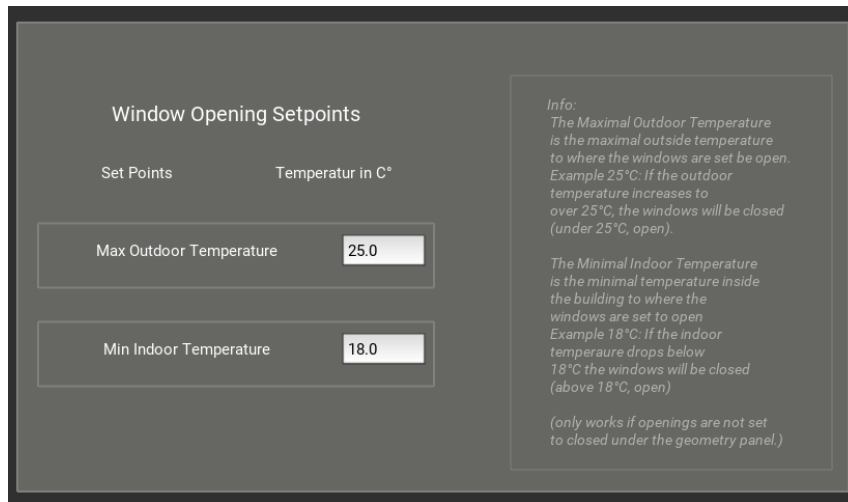 Window Opening Setpoints
Set Points
Temperatur in C°
Max Outdoor Temperature
25.0
Min Indoor Temperature
18.0
Info:
The Maximal Outdoor Temperature
is the maximal outside temperature
to where the windows are set be open.
Example 25°C: If the outdoor
temperature increases to
over 25°C, the windows will be closed
(under 25°C, open).
The Minimal Indoor Temperature
is the minimal temperature inside
the building to where the
windows are set to open
Example 18°C: If the indoor
temperaure drops below
18°C the windows will be closed
(above 18°C, open)
(only works if openings are not set
to closed under the geometry panel.)